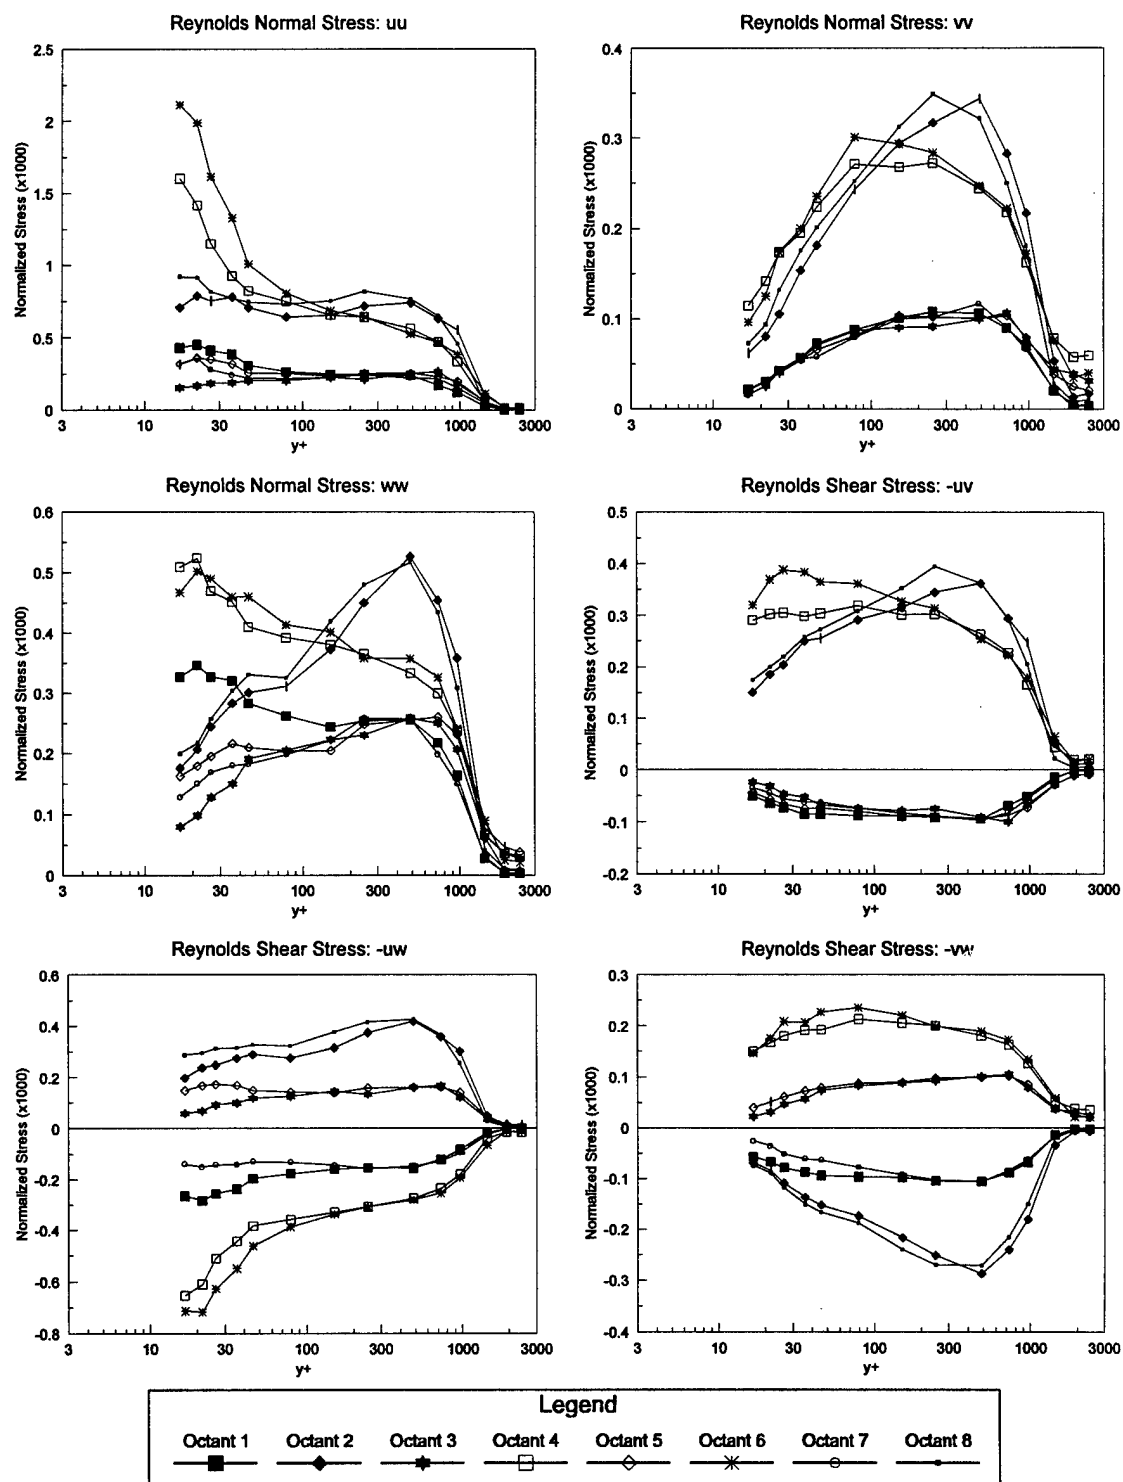 Reynolds Normal Stress: uu
Normalized Stress (x1000)
2.5
2
1.5
1
0.5
0
3 10 30 100 300 1000 3000
y+
Reynolds Normal Stress: vv
Normalized Stress (x1000)
0.4
0.3
0.2
0.1
0
3 10 30 100 300 1000 3000
y+
Reynolds Normal Stress: ww
Normalized Stress (x1000)
0.6
0.5
0.4
0.3
0.2
0.1
0
3 10 30 100 300 1000 3000
y+
Reynolds Shear Stress: -uv
Normalized Stress (x1000)
0.5
0.4
0.3
0.2
0.1
0
-0.1
-0.2
3 10 30 100 300 1000 3000
y+
Reynolds Shear Stress: -uw
Normalized Stress (x1000)
0.6
0.4
0.2
0
-0.2
-0.4
-0.6
-0.8
3 10 30 100 300 1000 3000
y+
Reynolds Shear Stress: -vw
Normalized Stress (x1000)
0.3
0.2
0.1
0
-0.1
-0.2
-0.3
-0.4
3 10 30 100 300 1000 3000
y+
Legend
Octant 1 Octant 2 Octant 3 Octant 4 Octant 5 Octant 6 Octant 7 Octant 8